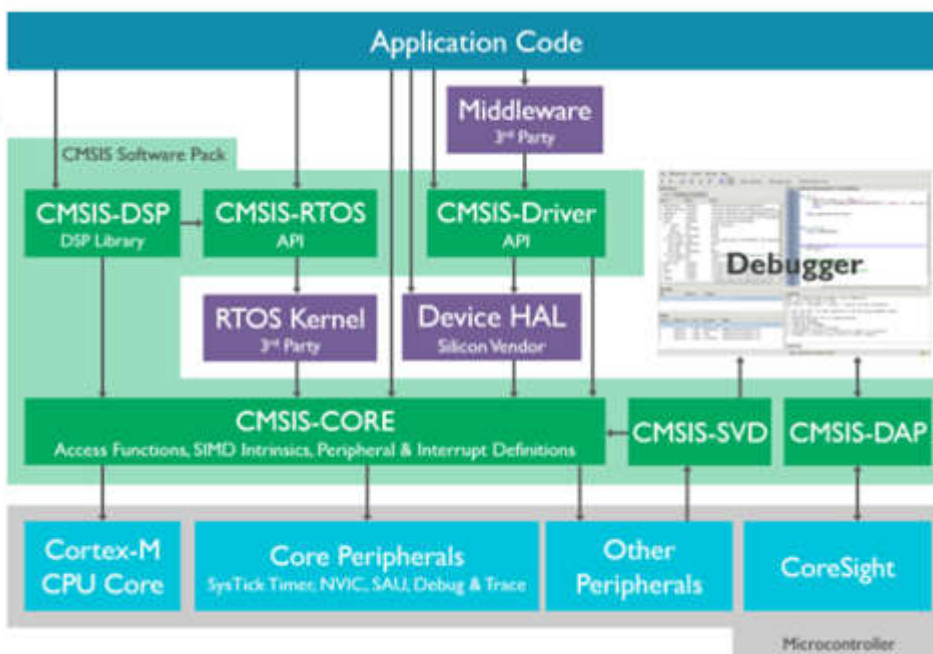 Application Code
Middleware
3rd Party
CMSIS Software Pack
CMSIS-DSP
DSP Library
CMSIS-RTOS
API
CMSIS-Driver
API
Debugger
RTOS Kernel
3rd Party
Device HAL
Silicon Vendor
CMSIS-CORE
Access Functions, SIMD Intrinsics, Peripheral & Interrupt Definitions
CMSIS-SVD
CMSIS-DAP
Cortex-M
CPU Core
Core Peripherals
SysTick Timer, NVIC, SAU, Debug & Trace
Other
Peripherals
CoreSight
Microcontroller